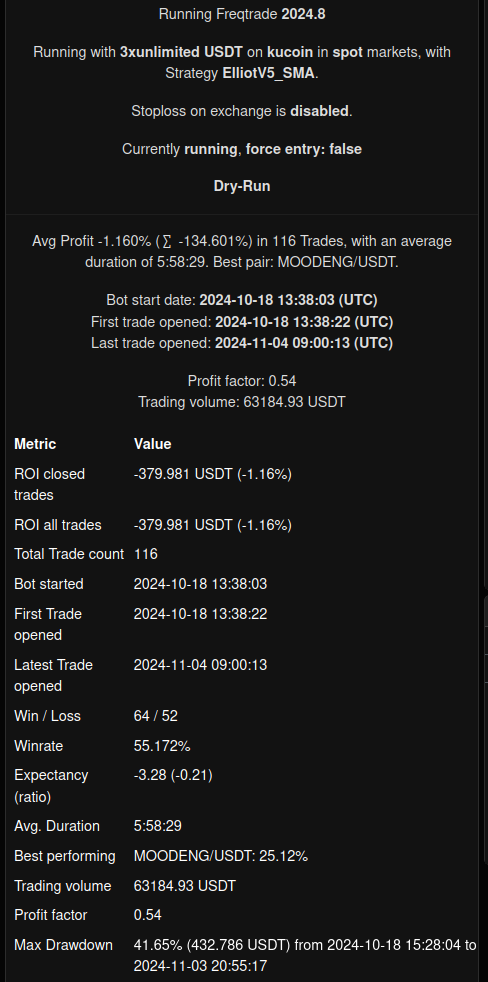 Running Freqtrade 2024.8
Running with 3xunlimited USDT on kucoin in spot markets, with
Strategy ElliotV5_SMA.
Stoploss on exchange is disabled.
Currently running, force entry: false
Dry-Run
Avg Profit -1.160% (∑ -134.601%) in 116 Trades, with an average
duration of 5:58:29. Best pair: MOODENG/USDT.
Bot start date: 2024-10-18 13:38:03 (UTC)
First trade opened: 2024-10-18 13:38:22 (UTC)
Last trade opened: 2024-11-04 09:00:13 (UTC)
Profit factor: 0.54
Trading volume: 63184.93 USDT
Metric Value
ROI closed -379.981 USDT (-1.16%)
trades
ROI all trades -379.981 USDT (-1.16%)
Total Trade count 116
Bot started 2024-10-18 13:38:03
First Trade 2024-10-18 13:38:22
opened
Latest Trade 2024-11-04 09:00:13
opened
Win / Loss 64 / 52
Winrate 55.172%
Expectancy -3.28 (-0.21)
(ratio)
Avg. Duration 5:58:29
Best performing MOODENG/USDT: 25.12%
Trading volume 63184.93 USDT
Profit factor 0.54
Max Drawdown 41.65% (432.786 USDT) from 2024-10-18 15:28:04 to
2024-11-03 20:55:17